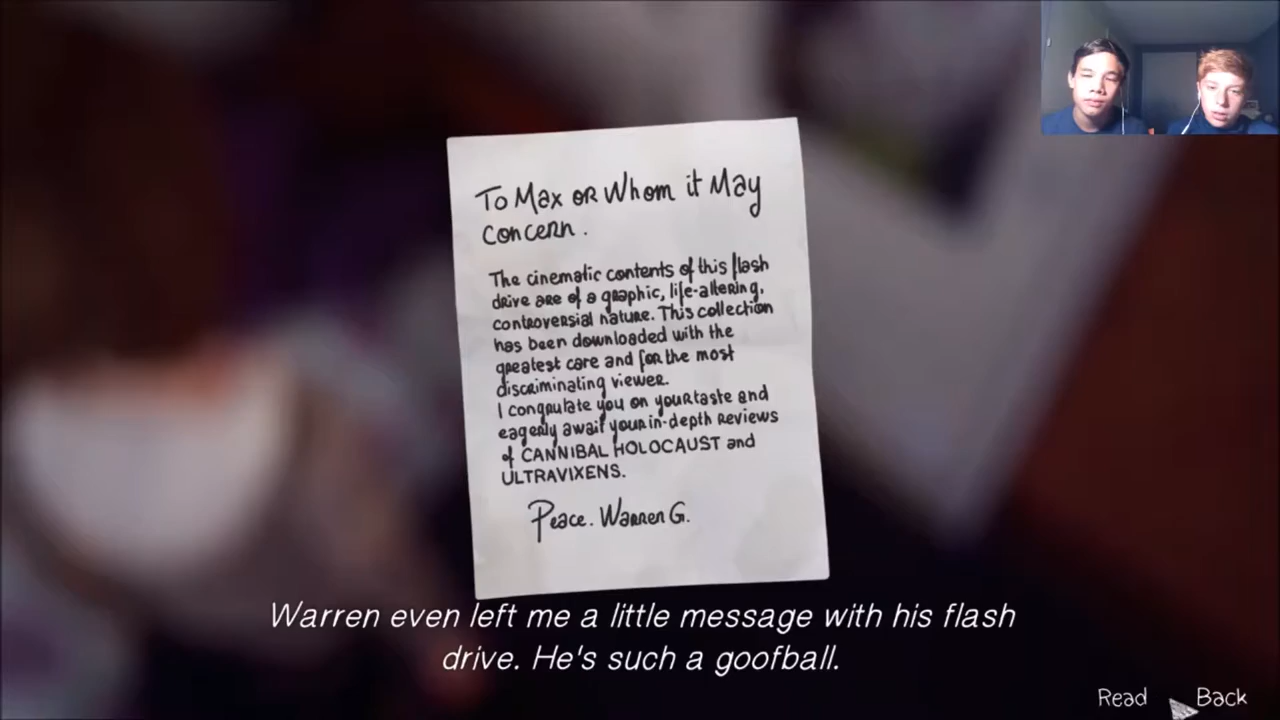 To Max or Whom it May
Concern.
The cinematic contents of this flash
drive are of a graphic, life-altering,
controversial nature. This collection
has been downloaded with the
greatest care and for the most
discriminating viewer.
I congrulate you on your taste and
eagerly await your in-depth reviews
of CANNIBAL HOLOCAUST and
ULTRAVIXENS.
Peace. Warren G.
Warren even left me a little message with his flash
drive. He's such a goofball.
Read Back